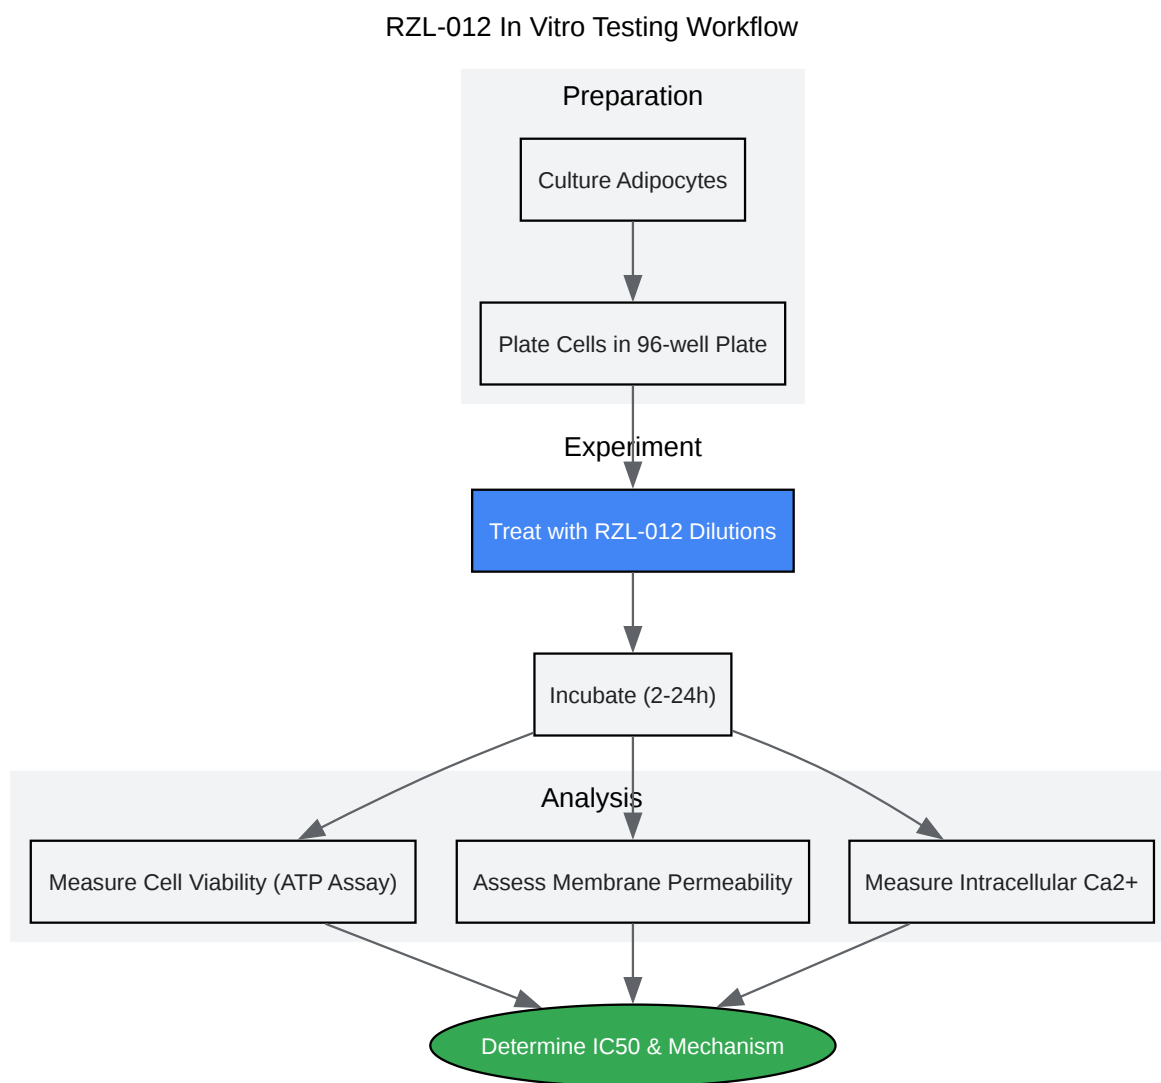 RZL-012 In Vitro Testing Workflow
Preparation
Culture Adipocytes
Plate Cells in 96-well Plate
Experiment
Treat with RZL-012 Dilutions
Incubate (2-24h)
Analysis
Measure Cell Viability (ATP Assay)
Assess Membrane Permeability
Measure Intracellular Ca2+
Determine IC50 & Mechanism